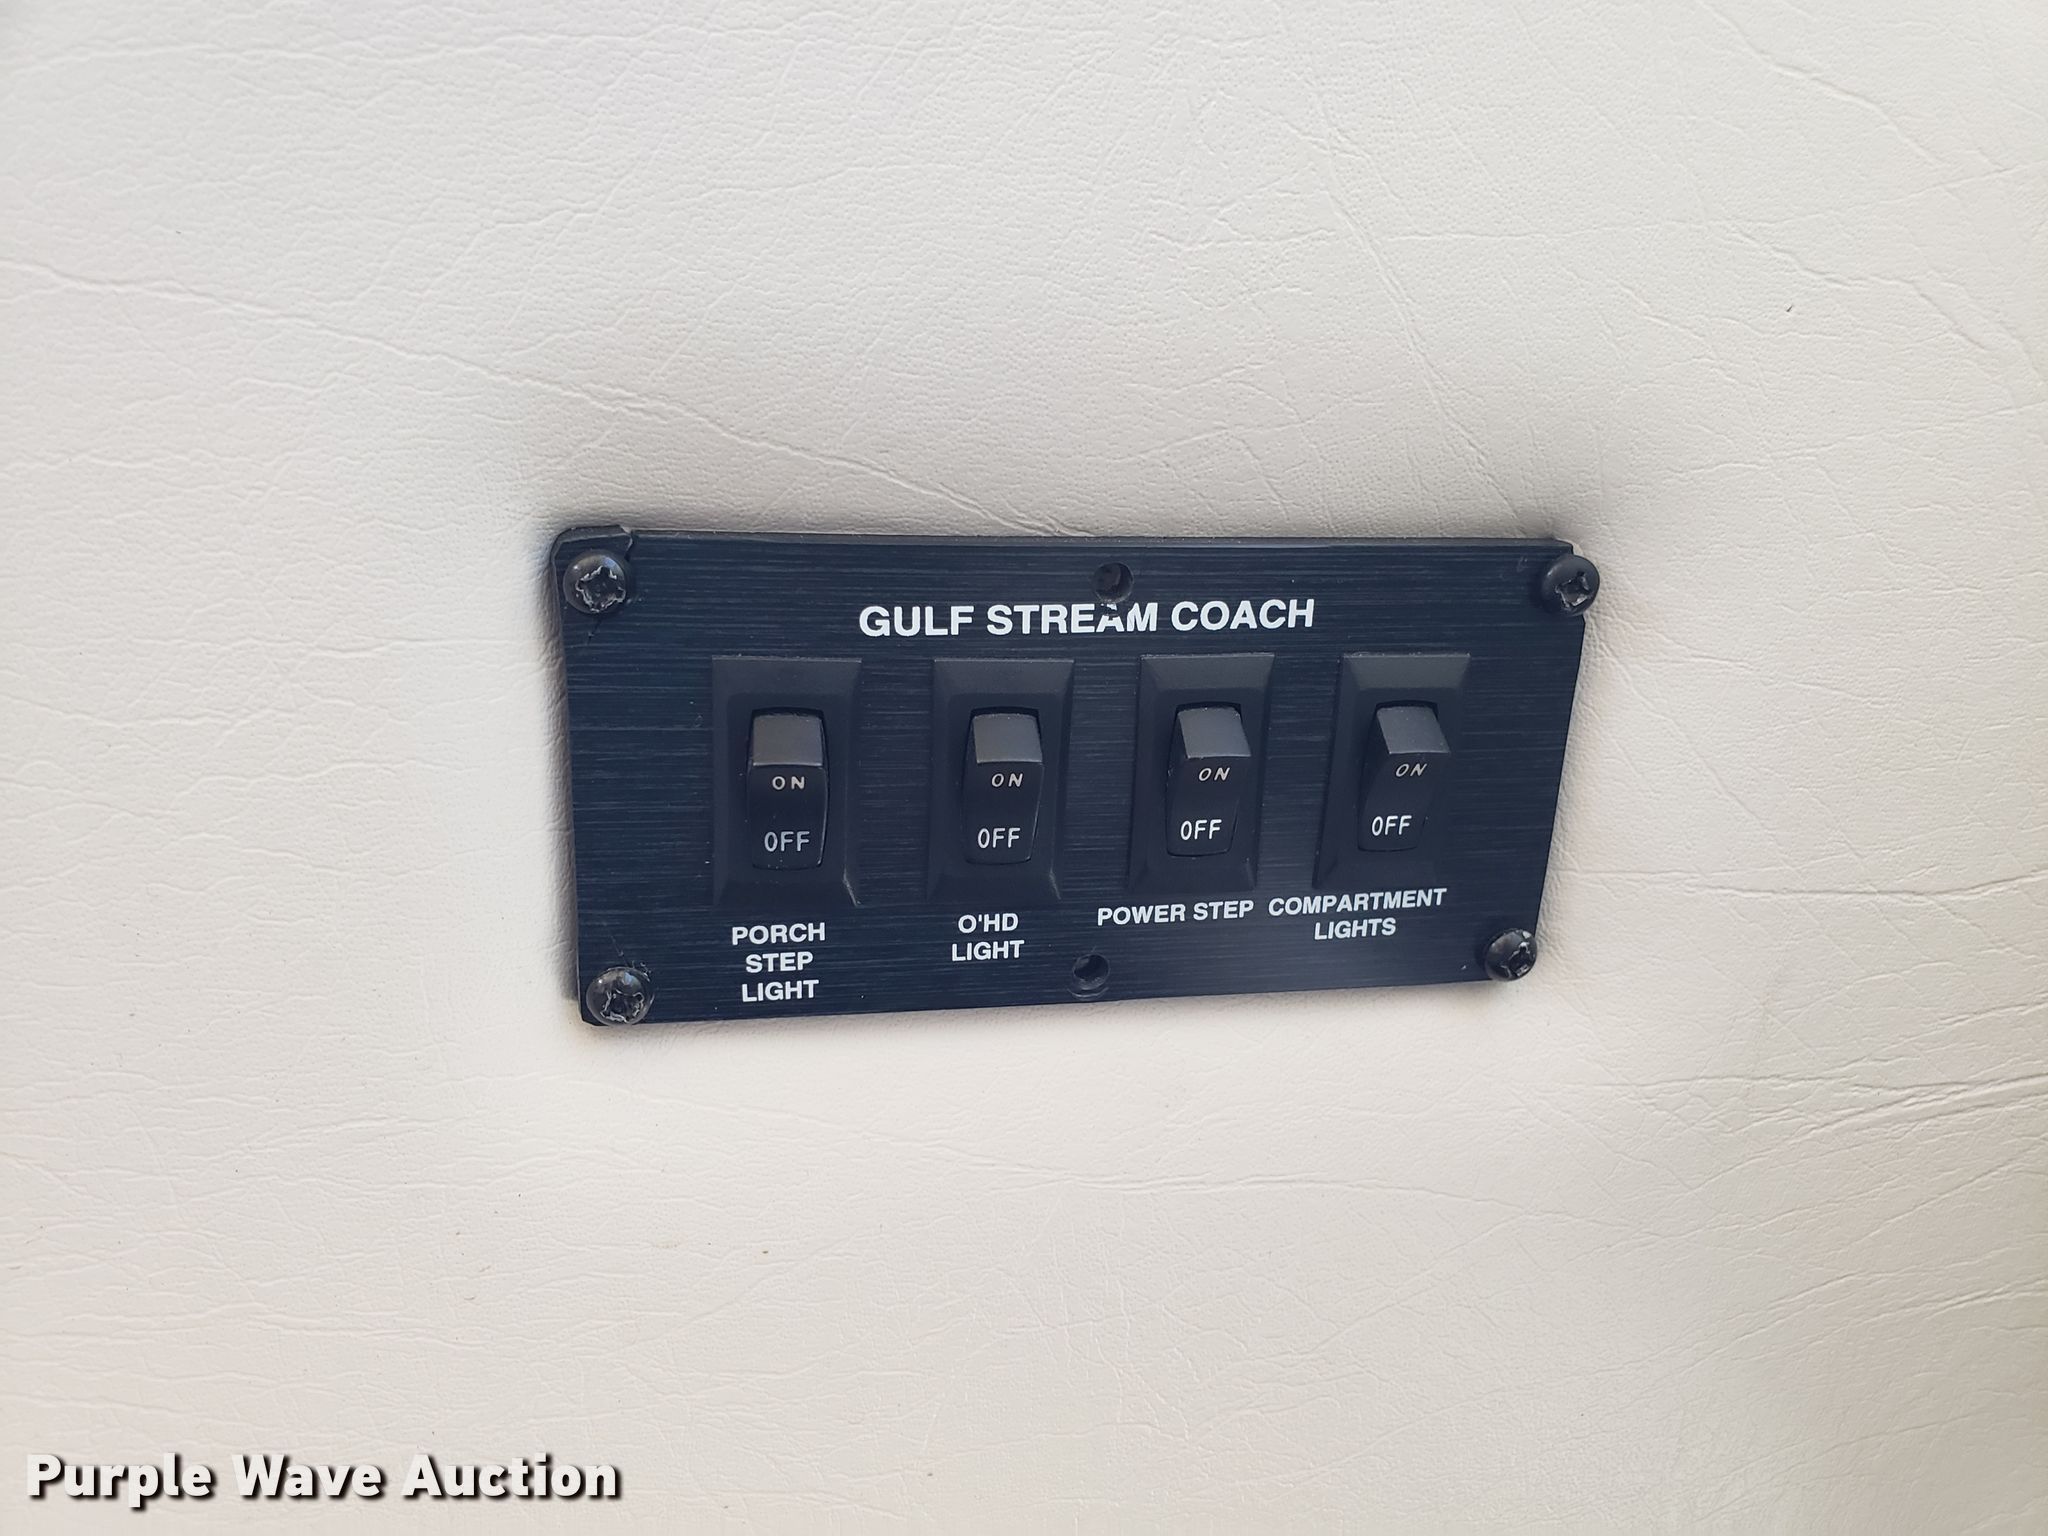 GULF STREAM COACH
ON ON ON ON
OFF OFF OFF OFF
PORCH
STEP
LIGHT
O'HD
LIGHT
POWER STEP
COMPARTMENT
LIGHTS
Purple Wave Auction